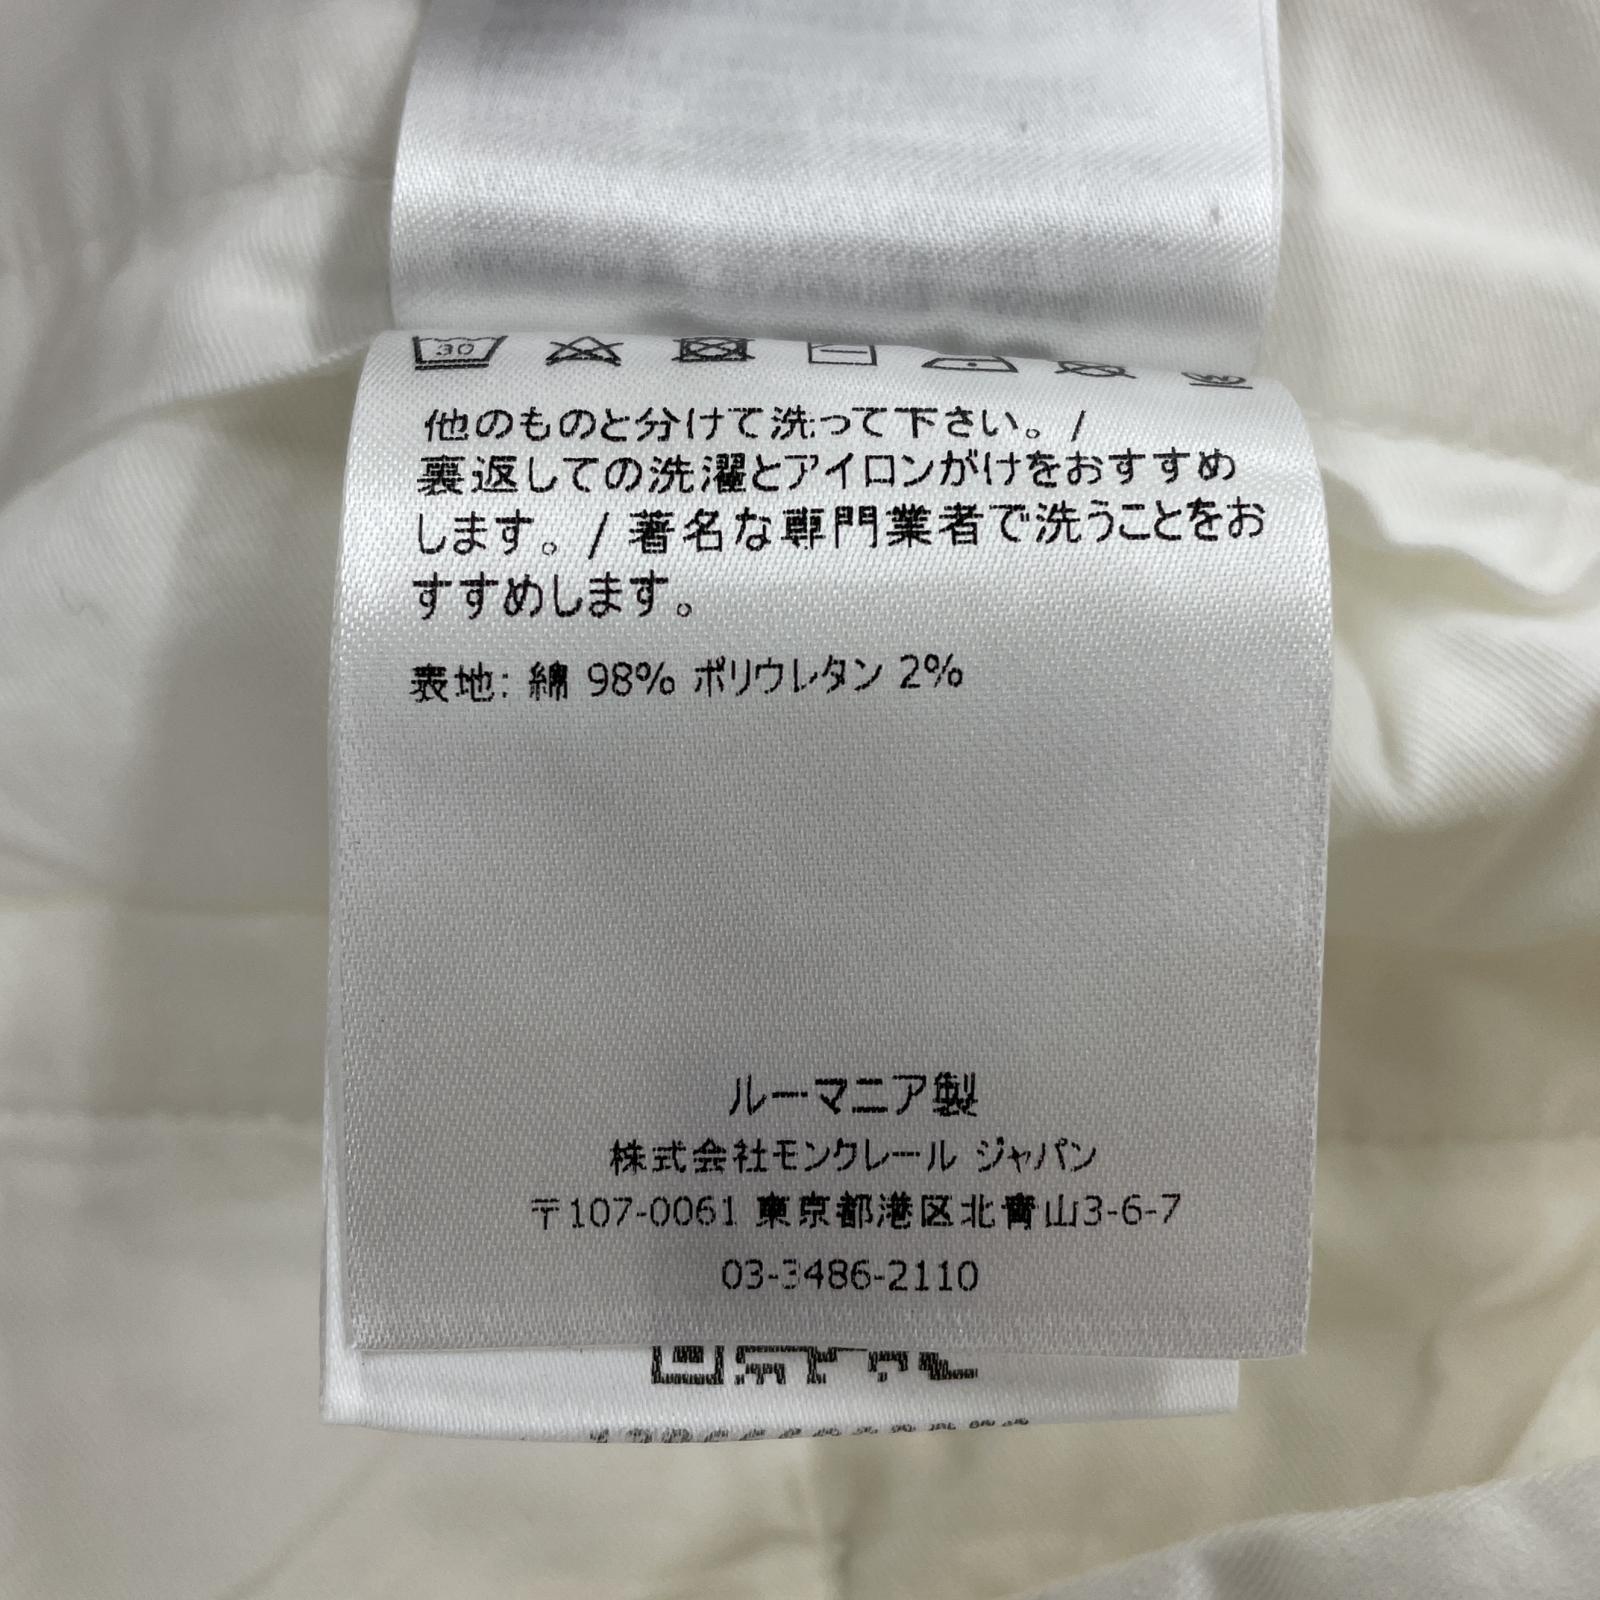 30
他のものと分けて洗って下さい。/
裏返しての洗濯とアイロンがけをおすすめ
します。/ 著名な専門業者で洗うことをお
すすめします。
表地: 綿 98% ポリウレタン 2%
ルーマニア製
株式会社モンクレール ジャパン
〒107-0061 東京都港区北青山3-6-7
03-3486-2110